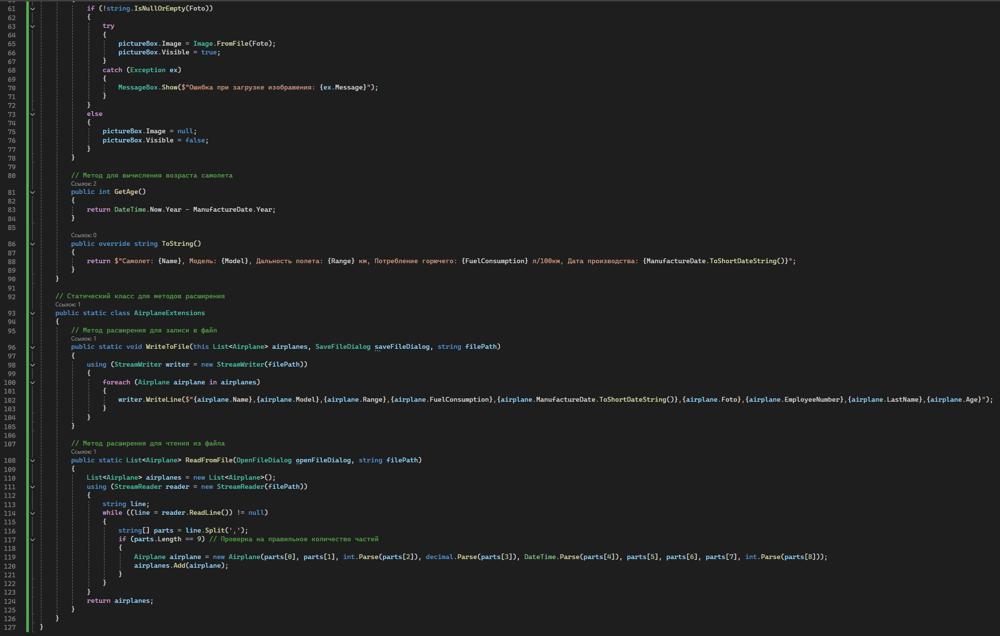 61 if (!string.IsNullOrEmpty(Foto))
62 {
63 try
64 {
65 pictureBox.Image = Image.FromFile(Foto);
66 pictureBox.Visible = true;
67 }
68 catch (Exception ex)
69 {
70 MessageBox.Show($"Ошибка при загрузке изображения: {ex.Message}");
71 }
72 }
73 else
74 {
75 pictureBox.Image = null;
76 pictureBox.Visible = false;
77 }
78 }
79
80 // Метод для вычисления возраста самолета
Ссылок: 2
81 public int GetAge()
82 {
83 return DateTime.Now.Year - ManufactureDate.Year;
84 }
85
Ссылок: 0
86 public override string ToString()
87 {
88 return $"Самолет: {Name}, Модель: {Model}, Дальность полета: {Range} км, Потребление горючего: {FuelConsumption} л/100км, Дата производства: {ManufactureDate.ToShortDateString()}";
89 }
90 }
91
92 // Статический класс для методов расширения
Ссылок: 1
93 public static class AirplaneExtensions
94 {
95 // Метод расширения для записи в файл
Ссылок: 1
96 public static void WriteToFile(this List<Airplane> airplanes, SaveFileDialog saveFileDialog, string filePath)
97 {
98 using (StreamWriter writer = new StreamWriter(filePath))
99 {
100 foreach (Airplane airplane in airplanes)
101 {
102 writer.WriteLine($"{airplane.Name},{airplane.Model},{airplane.Range},{airplane.FuelConsumption},{airplane.ManufactureDate.ToShortDateString()},{airplane.Foto},{airplane.EmployeeNumber},{airplane.LastName},{airplane.Age}");
103 }
104 }
105 }
106
107 // Метод расширения для чтения из файла
Ссылок: 1
108 public static List<Airplane> ReadFromFile(OpenFileDialog openFileDialog, string filePath)
109 {
110 List<Airplane> airplanes = new List<Airplane>();
111 using (StreamReader reader = new StreamReader(filePath))
112 {
113 string line;
114 while ((line = reader.ReadLine()) != null)
115 {
116 string[] parts = line.Split(',');
117 if (parts.Length == 9) // Проверка на правильное количество частей
118 {
119 Airplane airplane = new Airplane(parts[0], parts[1], int.Parse(parts[2]), decimal.Parse(parts[3]), DateTime.Parse(parts[4]), parts[5], parts[6], parts[7], int.Parse(parts[8]));
120 airplanes.Add(airplane);
121 }
122 }
123 }
124 return airplanes;
125 }
126 }
127 }